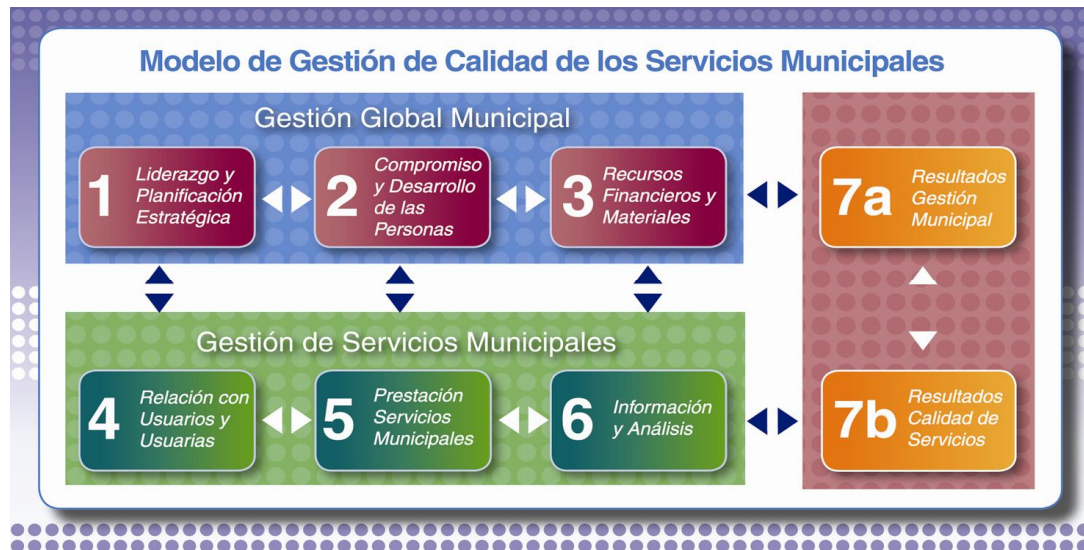 Modelo de Gestión de Calidad de los Servicios Municipales
Gestión Global Municipal
1
Liderazgo y
Planificación
Estratégica
2
Compromiso
y Desarrollo
de las
Personas
3
Recursos
Financieros y
Materiales
7a
Resultados
Gestión
Municipal
Gestión de Servicios Municipales
4
Relación con
Usuarios y
Usuarias
5
Prestación
Servicios
Municipales
6
Información
y Análisis
7b
Resultados
Calidad de
Servicios